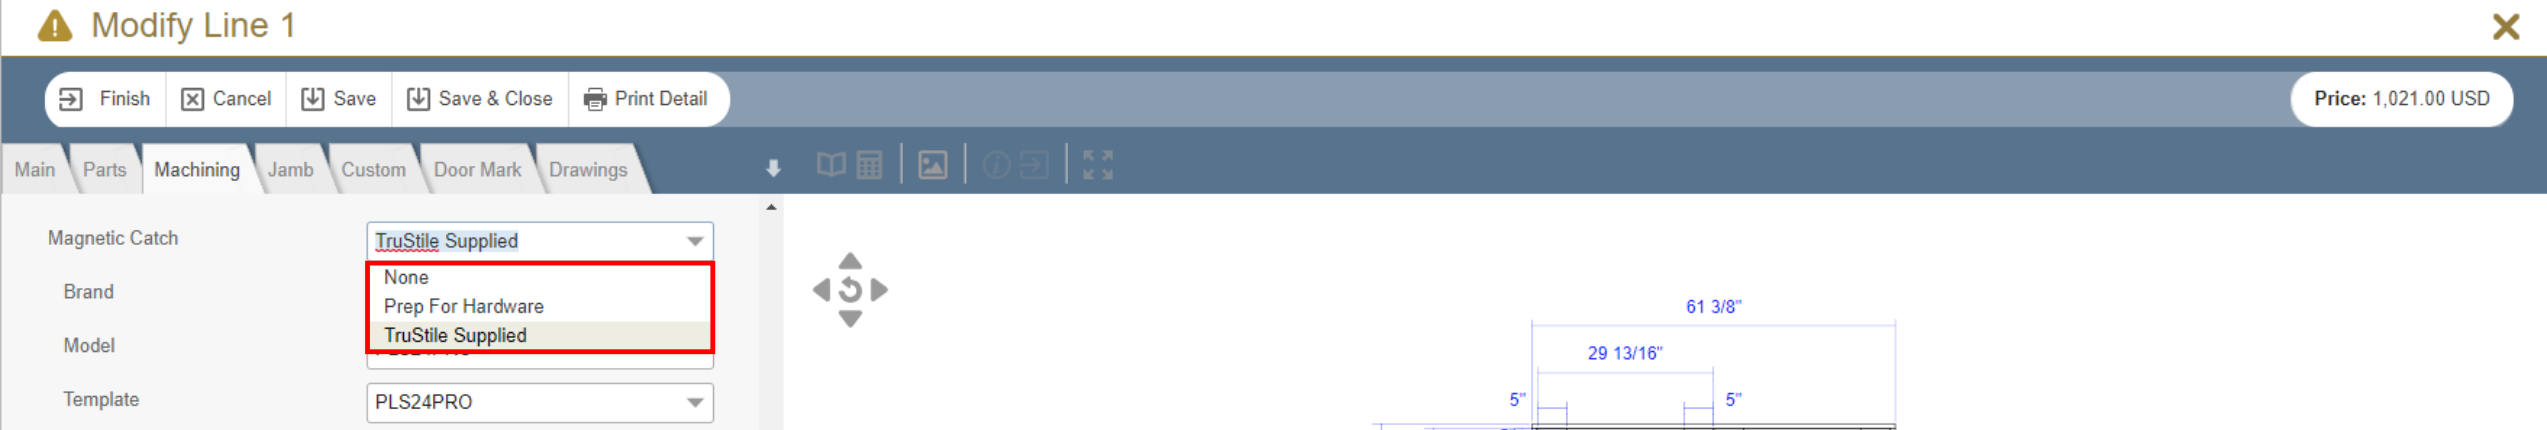 Modify Line 1
Finish Cancel Save Save & Close Print Detail Price: 1,021.00 USD
Main Parts Machining Jamb Custom Door Mark Drawings
Magnetic Catch TruStile Supplied
None
Brand
Prep For Hardware
61 3/8"
TruStile Supplied
Model
29 13/16"
Template PLS24PRO
5" 5"